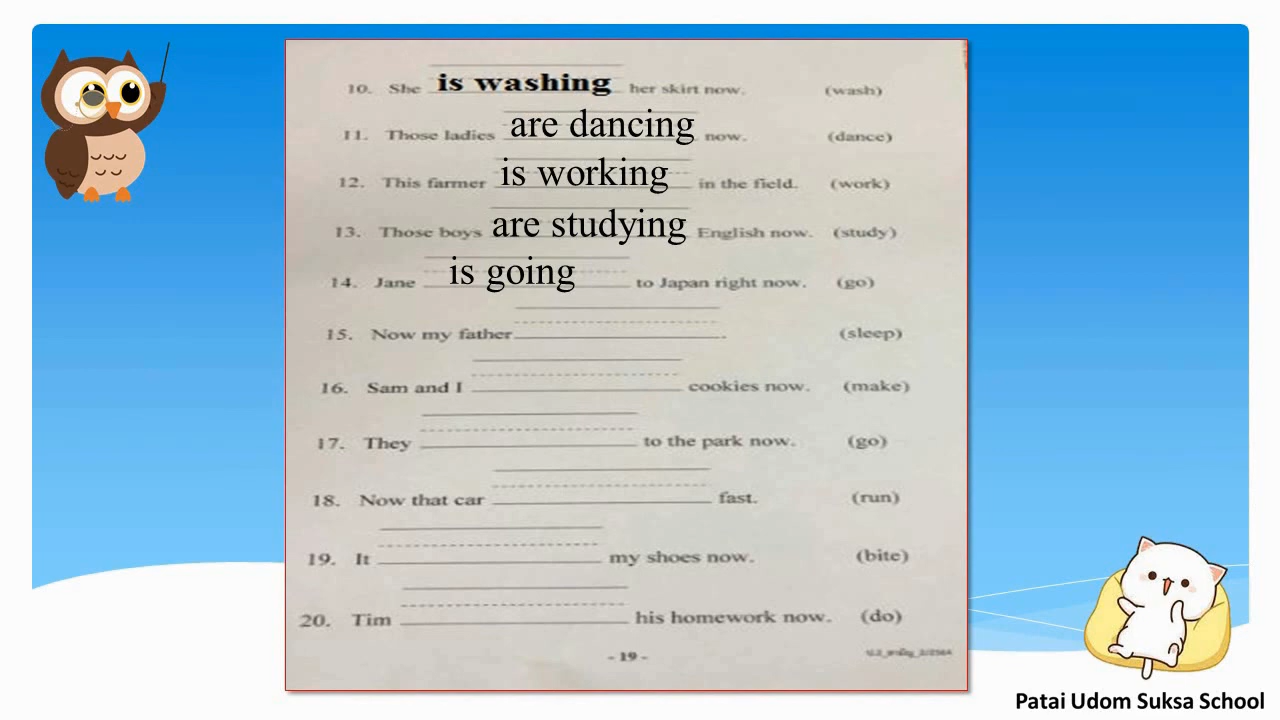 10. She is washing her skirt now. (wash)
11. Those ladies are dancing now. (dance)
12. This farmer is working in the field. (work)
13. Those boys are studying English now. (study)
14. Jane is going to Japan right now. (go)
15. Now my father . (sleep)
16. Sam and I cookies now. (make)
17. They to the park now. (go)
18. Now that car fast. (run)
19. It my shoes now. (bite)
20. Tim his homework now. (do)
- 19 -
Patai Udom Suksa School